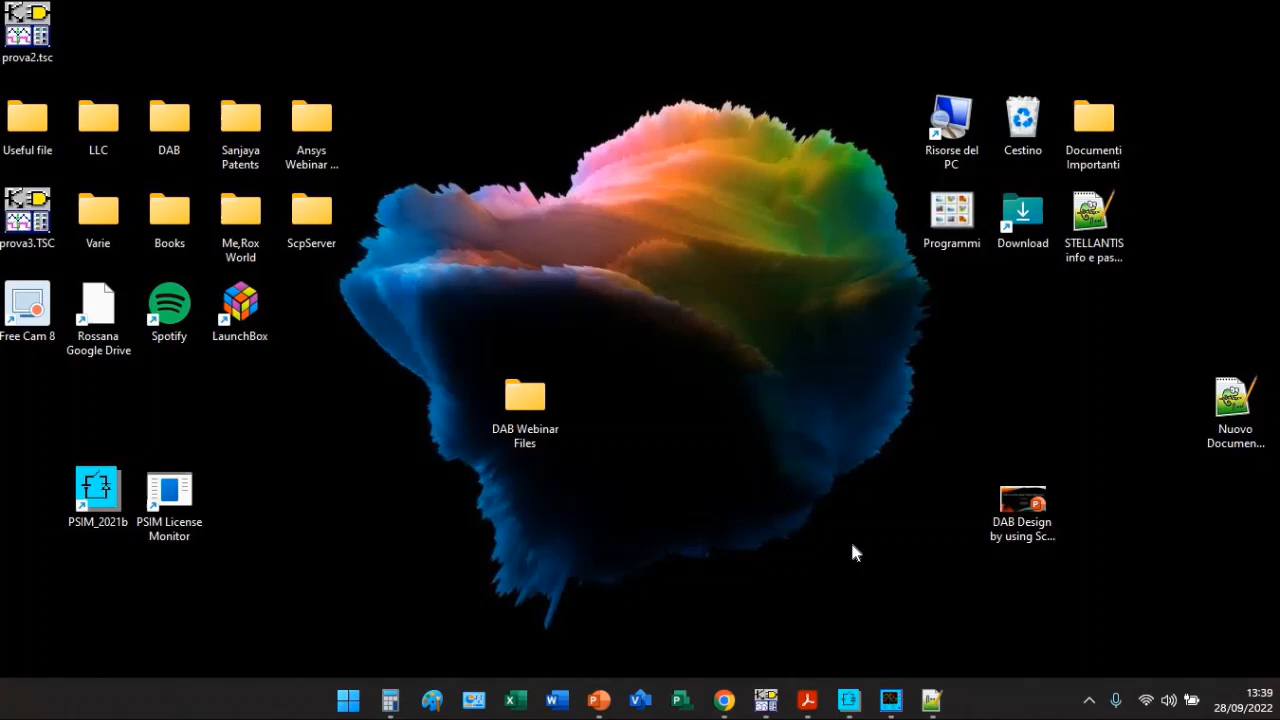 prova2.tsc
Useful file
LLC
DAB
Sanjaya
Patents
Ansys
Webinar ...
Risorse del
PC
Cestino
Documenti
Importanti
prova3.TSC
Varie
Books
Me,Rox
World
ScpServer
Programmi
Download
STELLANTIS
info e pas...
Free Cam 8
Rossana
Google Drive
Spotify
LaunchBox
DAB Webinar
Files
Nuovo
Documen...
PSIM_2021b
PSIM License
Monitor
DAB Design
by using Sc...
13:39
28/09/2022